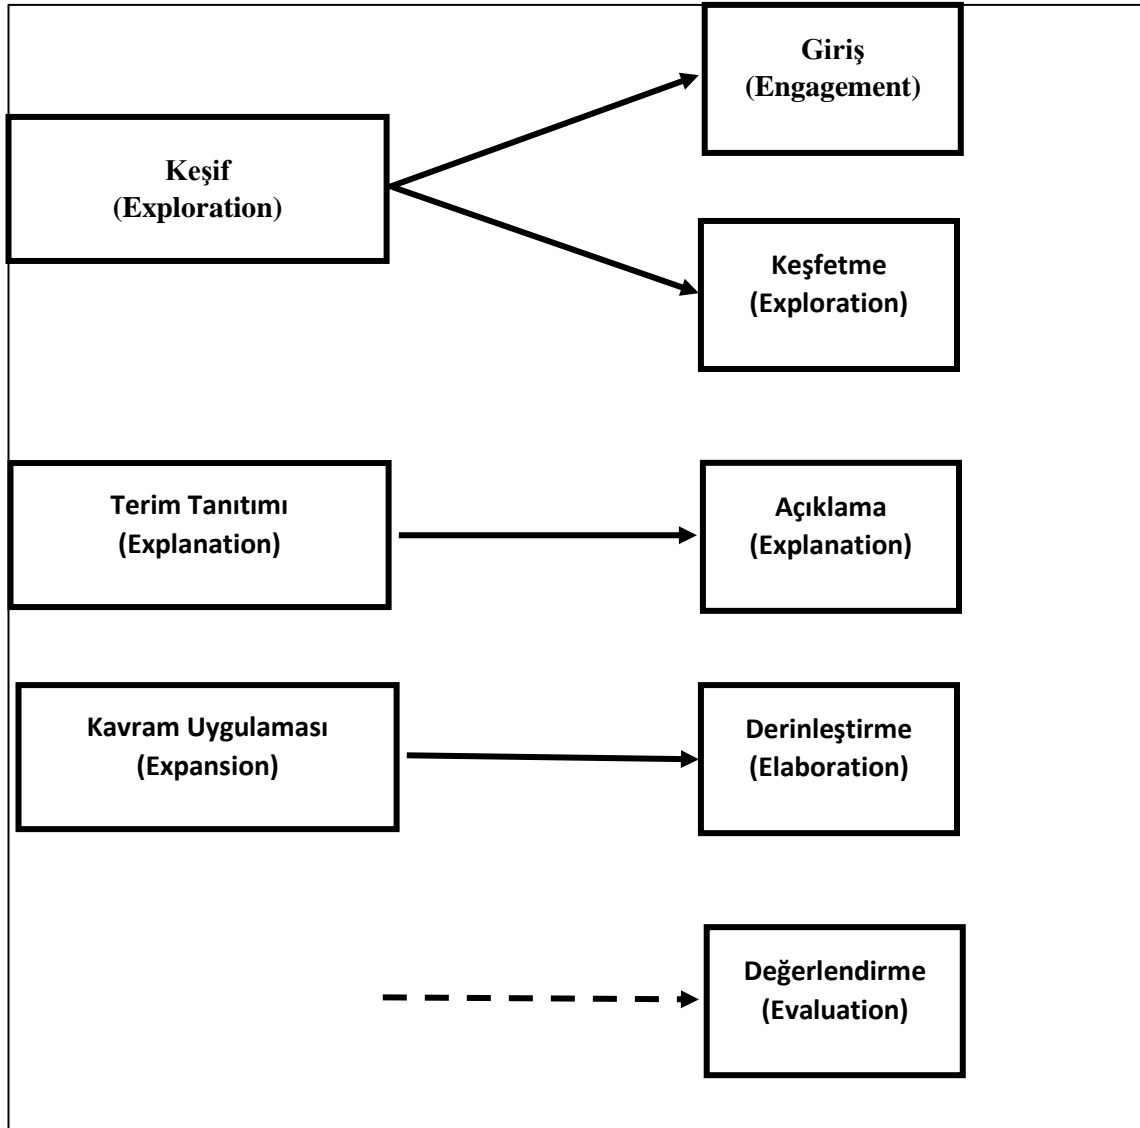 Giriş
(Engagement)
Keşif
(Exploration)
Keşfetme
(Exploration)
Terim Tanıtımı
(Explanation)
Açıklama
(Explanation)
Kavram Uygulaması
(Expansion)
Derinleştirme
(Elaboration)
Değerlendirme
(Evaluation)